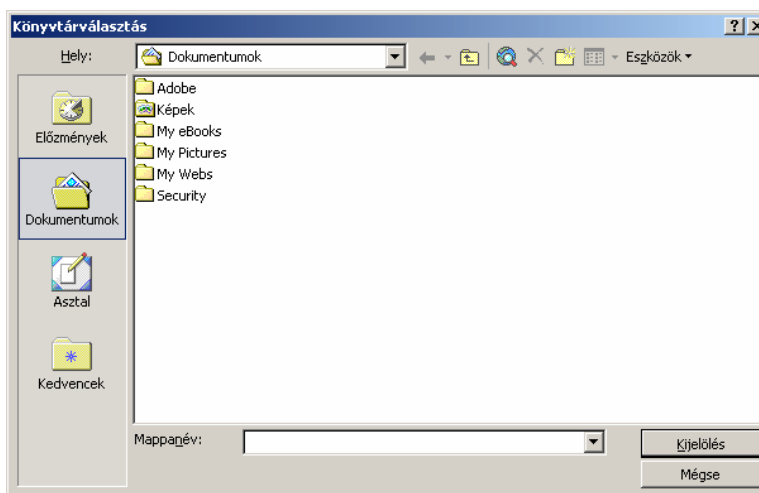 Könyvtárválasztás
Hely:
Dokumentumok
Eszközök
Előzmények
Dokumentumok
Asztal
Kedvencek
Adobe
Képek
My eBooks
My Pictures
My Webs
Security
Mappanév:
Kijelölés
Mégse